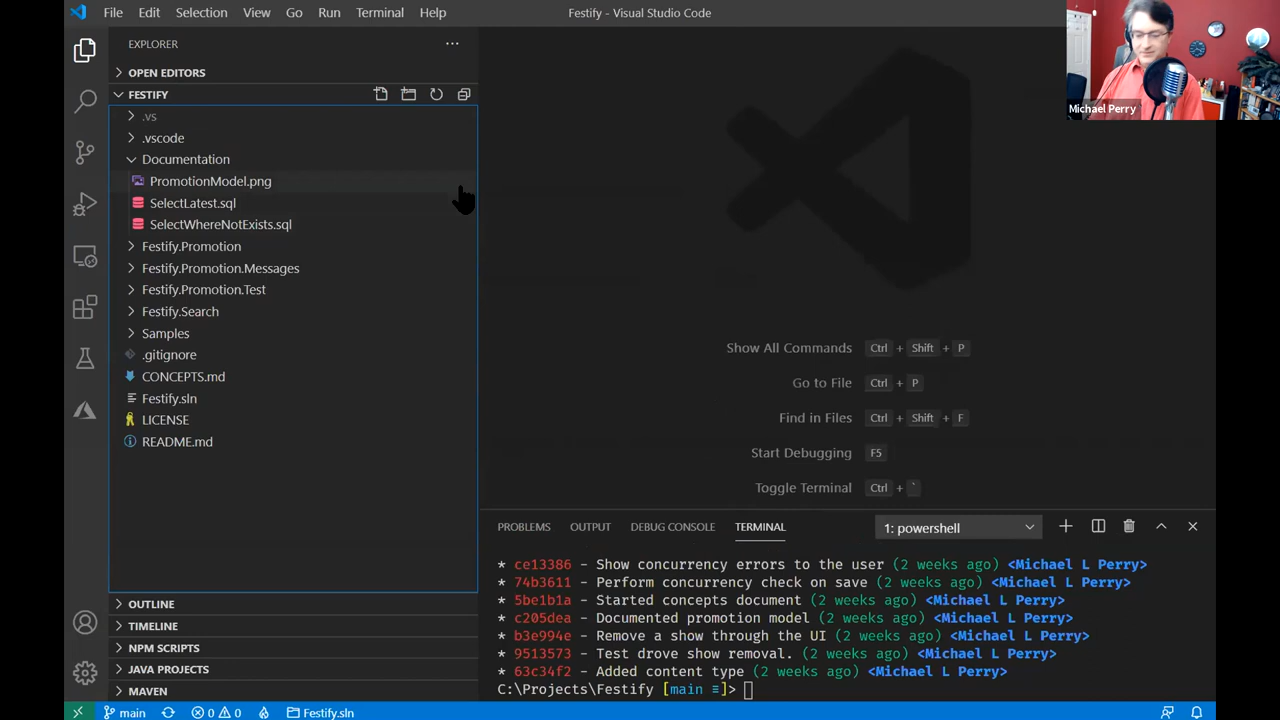 File Edit Selection View Go Run Terminal Help
Festify - Visual Studio Code
Michael Perry
EXPLORER
OPEN EDITORS
FESTIFY
.vs
.vscode
Documentation
PromotionModel.png
SelectLatest.sql
SelectWhereNotExists.sql
Festify.Promotion
Festify.Promotion.Messages
Festify.Promotion.Test
Festify.Search
Samples
.gitignore
CONCEPTS.md
Festify.sln
LICENSE
README.md
OUTLINE
TIMELINE
NPM SCRIPTS
JAVA PROJECTS
MAVEN
Show All Commands Ctrl + Shift + P
Go to File Ctrl + P
Find in Files Ctrl + Shift + F
Start Debugging F5
Toggle Terminal Ctrl + `
PROBLEMS OUTPUT DEBUG CONSOLE TERMINAL 1: powershell
* ce13386 - Show concurrency errors to the user (2 weeks ago) <Michael L Perry>
* 74b3611 - Perform concurrency check on save (2 weeks ago) <Michael L Perry>
* 5be1b1a - Started concepts document (2 weeks ago) <Michael L Perry>
* c205dea - Documented promotion model (2 weeks ago) <Michael L Perry>
* b3e994e - Remove a show through the UI (2 weeks ago) <Michael L Perry>
* 9513573 - Test drove show removal. (2 weeks ago) <Michael L Perry>
* 63c34f2 - Added content type (2 weeks ago) <Michael L Perry>
C:\Projects\Festify [main ≡]>
main 0 0 Festify.sln